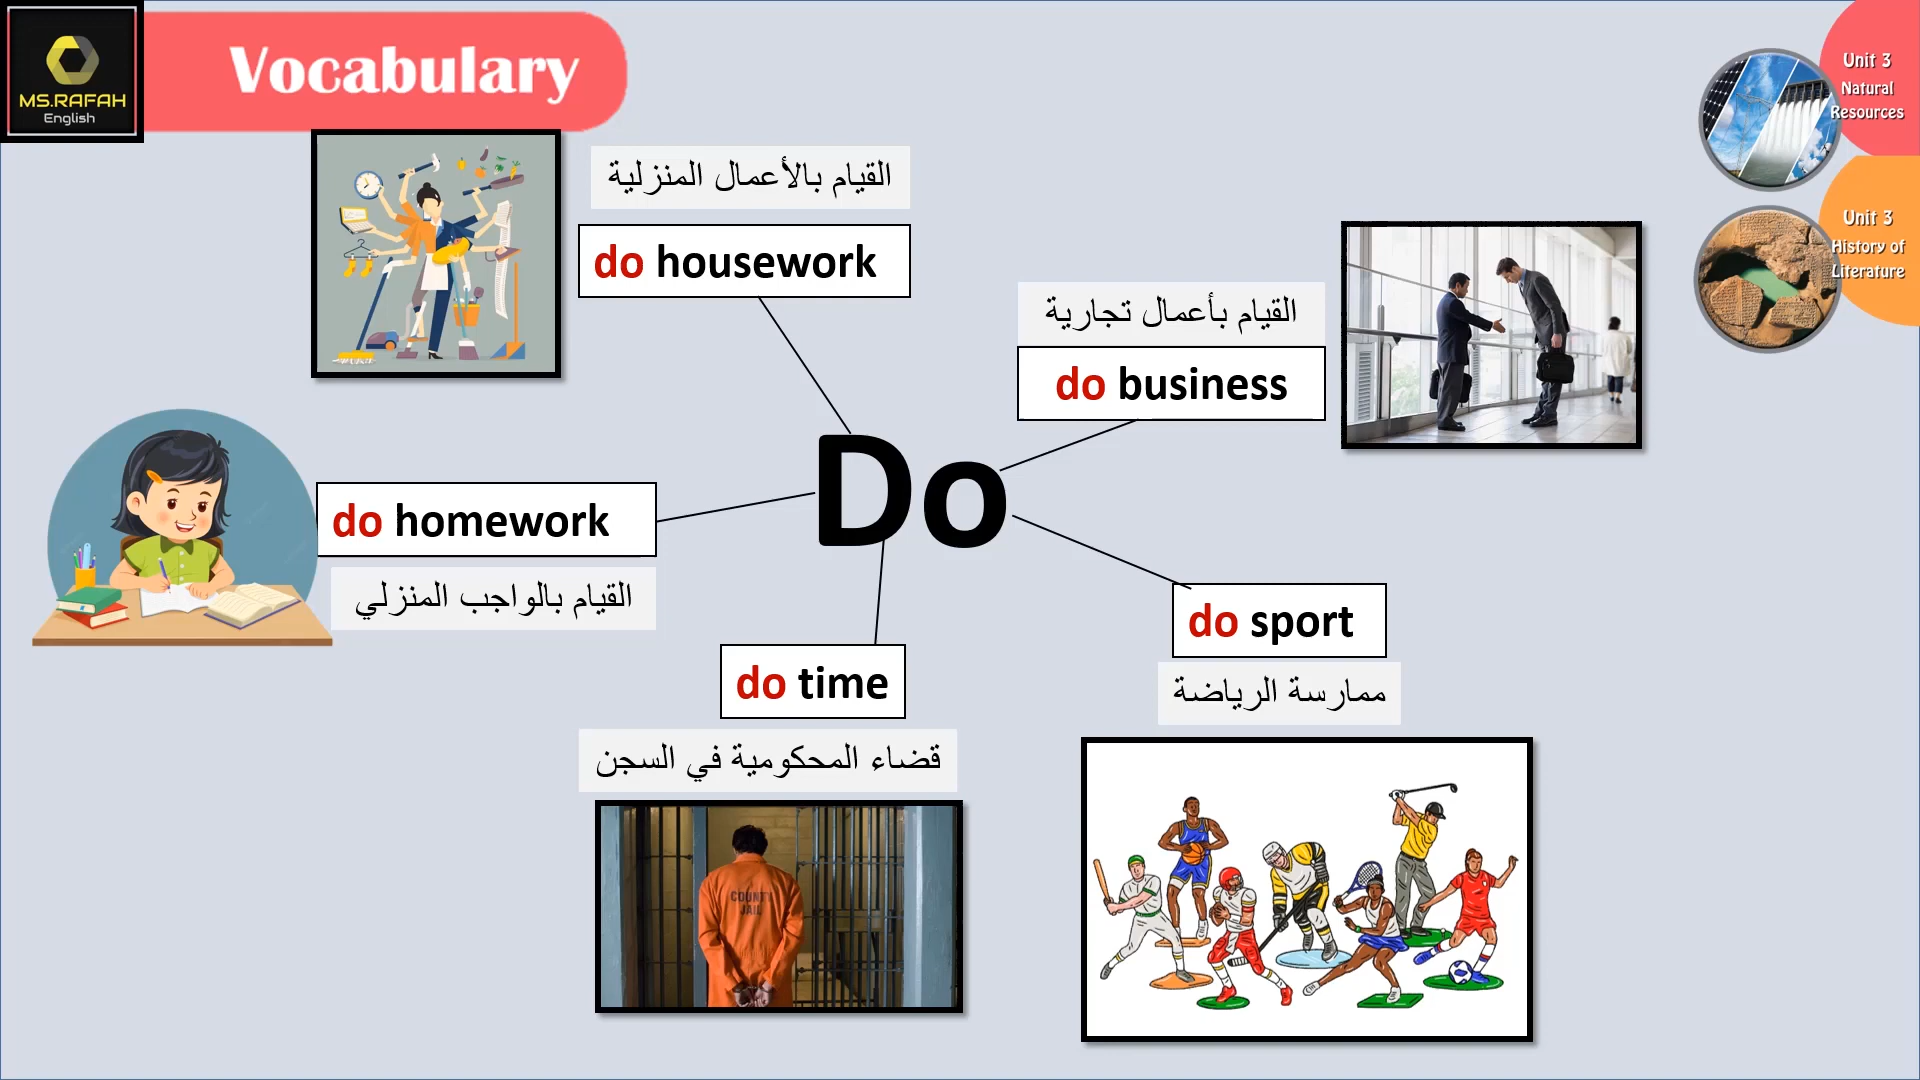 MS.RAFAH
English
Vocabulary
Unit 3
Natural
Resources
Unit 3
History of
Literature
القيام بالأعمال المنزلية
do housework
القيام بأعمال تجارية
do business
Do
do homework
القيام بالواجب المنزلي
do sport
ممارسة الرياضة
do time
قضاء المحكومية في السجن
COUNTY
JAIL